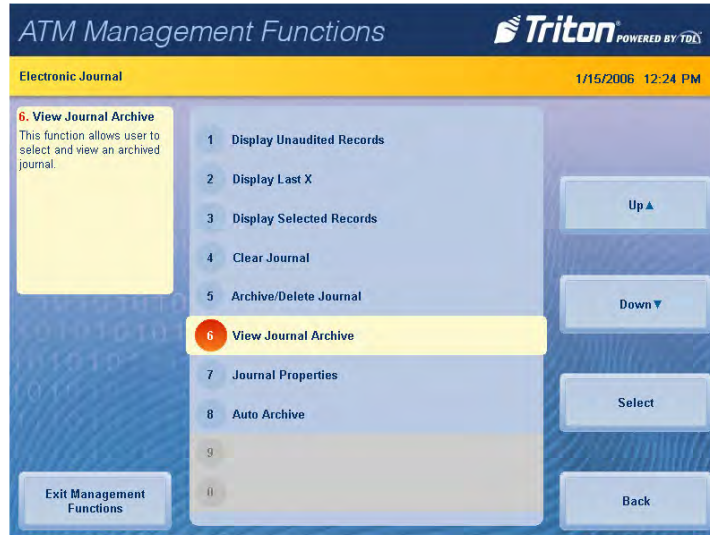 ATM Management Functions
Triton POWERED BY TDL
Electronic Journal
1/15/2006 12:24 PM
6. View Journal Archive
This function allows user to
select and view an archived
journal.
1 Display Unaudited Records
2 Display Last X
3 Display Selected Records
4 Clear Journal
5 Archive/Delete Journal
6 View Journal Archive
7 Journal Properties
8 Auto Archive
9
0
Up▲
Down▼
Select
Back
Exit Management
Functions